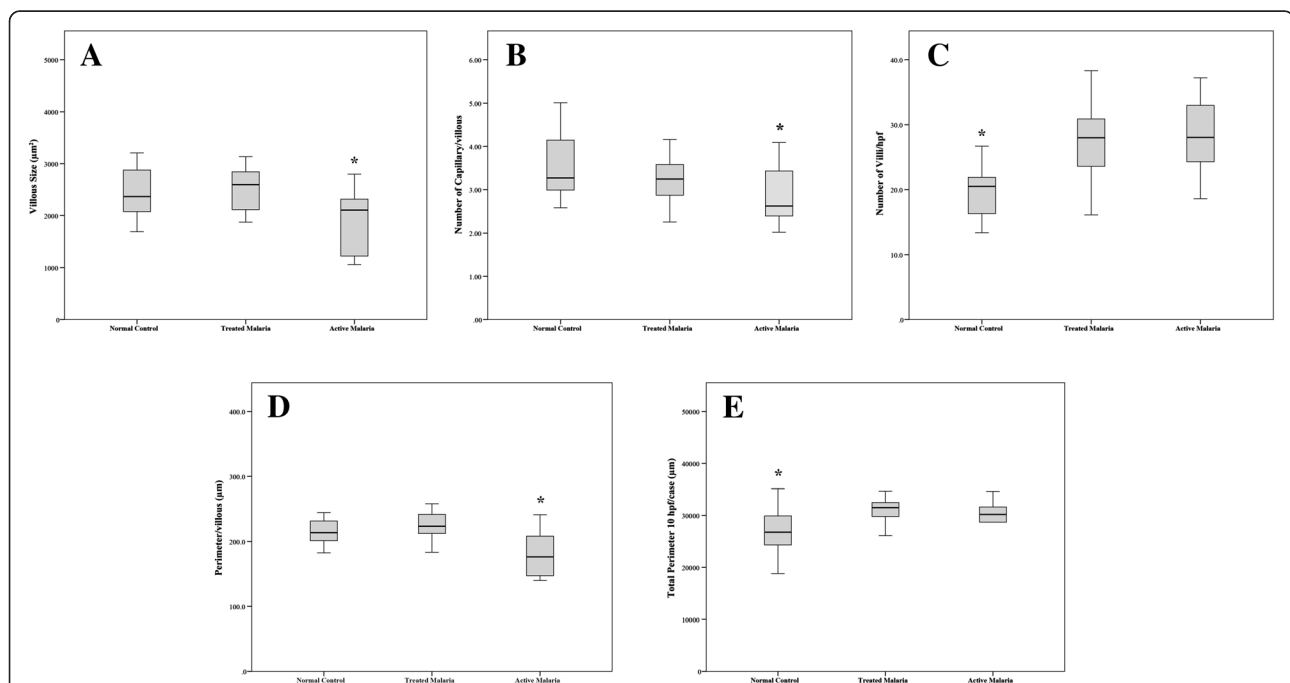 A
Villous Size (µm²)
5000
4000
3000
2000
1000
0
*
Normal Control
Treated Malaria
Active Malaria
B
Number of Capillary/villous
6.00
5.00
4.00
3.00
2.00
1.00
.00
*
Normal Control
Treated Malaria
Active Malaria
C
Number of Villi/hpf
40.0
30.0
20.0
10.0
.0
*
Normal Control
Treated Malaria
Active Malaria
D
Perimeter/villous (µm)
400.0
300.0
200.0
100.0
.0
*
Normal Control
Treated Malaria
Active Malaria
E
Total Perimeter 10 hpf/case (µm)
50000
40000
30000
20000
10000
0
*
Normal Control
Treated Malaria
Active Malaria